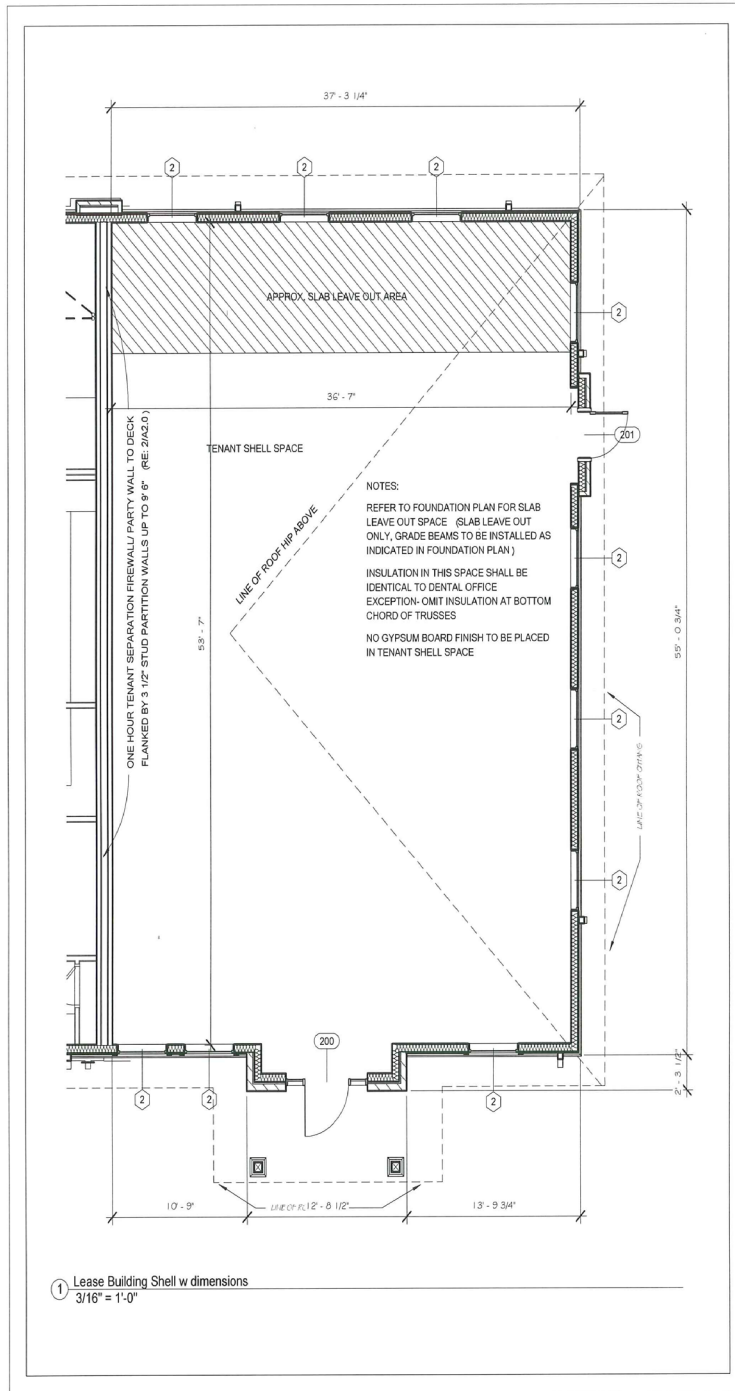 37' - 3 1/4"
2
2
2
APPROX. SLAB LEAVE OUT AREA
2
36' - 7"
201
TENANT SHELL SPACE
ONE HOUR TENANT SEPARATION FIREWALL/ PARTY WALL TO DECK
FLANKED BY 3 1/2" STUD PARTITION WALLS UP TO 9' 6" (RE: 2/A2.0 )
LINE OF ROOF HIP ABOVE
NOTES:
REFER TO FOUNDATION PLAN FOR SLAB
LEAVE OUT SPACE (SLAB LEAVE OUT
ONLY, GRADE BEAMS TO BE INSTALLED AS
INDICATED IN FOUNDATION PLAN )
INSULATION IN THIS SPACE SHALL BE
IDENTICAL TO DENTAL OFFICE
EXCEPTION- OMIT INSULATION AT BOTTOM
CHORD OF TRUSSES
NO GYPSUM BOARD FINISH TO BE PLACED
IN TENANT SHELL SPACE
53' - 7"
2
55' - 0 3/4"
2
LINE OF ROOF
2
200
2' - 3 1/2"
2
2
2
10' - 9"
LINE OF
12' - 8 1/2"
13' - 9 3/4"
1
Lease Building Shell w dimensions
3/16" = 1'-0"